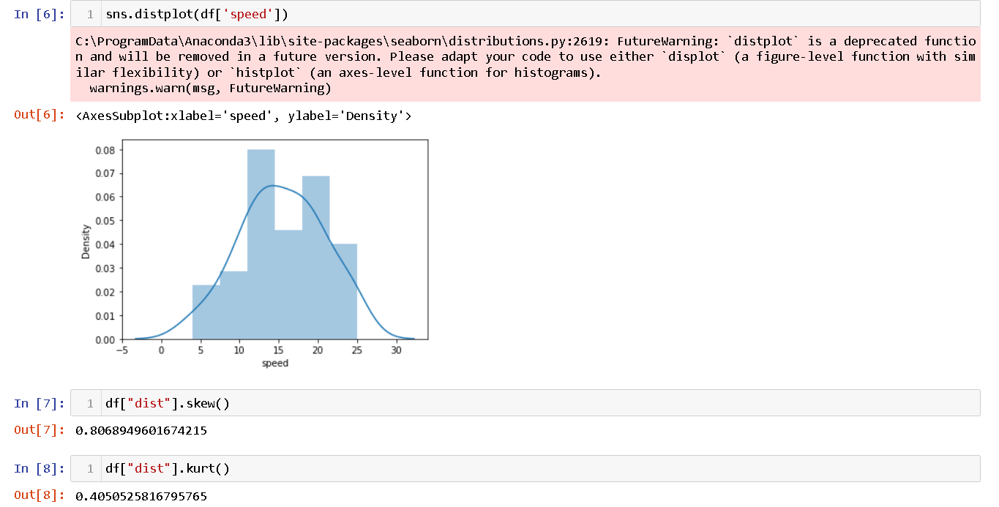 In [6]: 1 sns.distplot(df['speed'])
C:\ProgramData\Anaconda3\lib\site-packages\seaborn\distributions.py:2619: FutureWarning: `distplot` is a deprecated functio
n and will be removed in a future version. Please adapt your code to use either `displot` (a figure-level function with sim
ilar flexibility) or `histplot` (an axes-level function for histograms).
warnings.warn(msg, FutureWarning)
Out[6]: <AxesSubplot:xlabel='speed', ylabel='Density'>
0.08
0.07
0.06
0.05
0.04
0.03
0.02
0.01
0.00
Density
−5 0 5 10 15 20 25 30
speed
In [7]: 1 df["dist"].skew()
Out[7]: 0.8068949601674215
In [8]: 1 df["dist"].kurt()
Out[8]: 0.4050525816795765